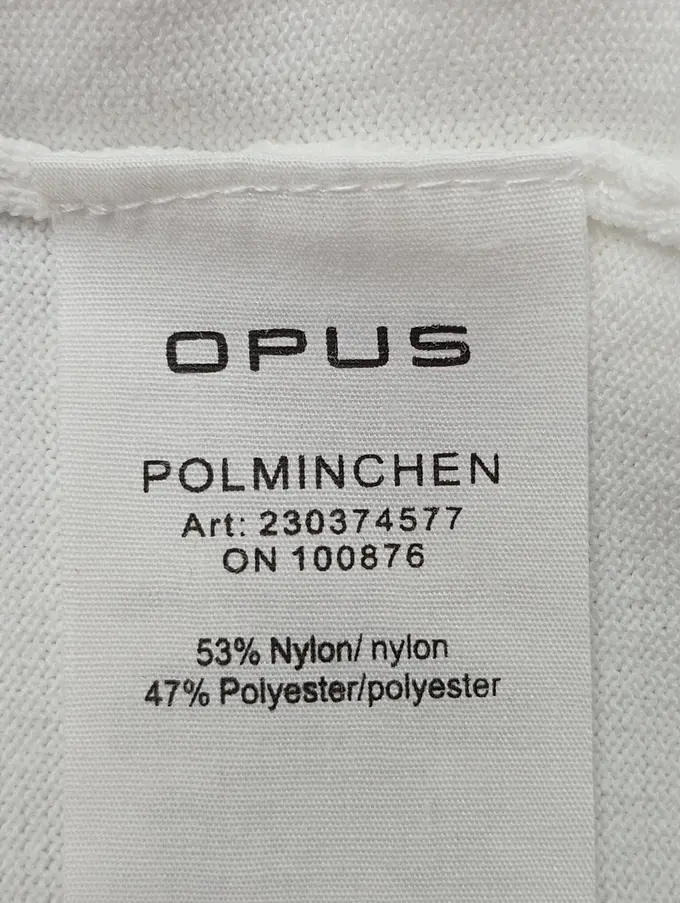 OPUS
POLMINCHEN
Art: 230374577
ON 100876
53% Nylon/ nylon
47% Polyester/polyester